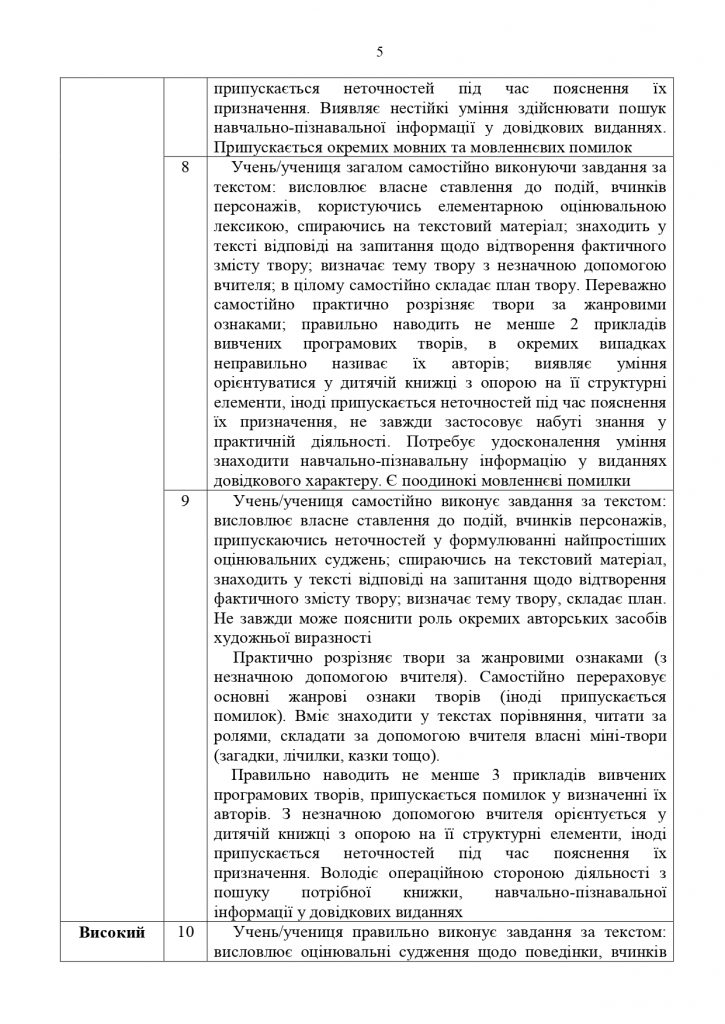 5
припускається неточностей під час пояснення їх
призначення. Виявляє нестійкі уміння здійснювати пошук
навчально-пізнавальної інформації у довідкових виданнях.
Припускається окремих мовних та мовленнєвих помилок
8
Учень/учениця загалом самостійно виконуючи завдання за
текстом: висловлює власне ставлення до подій, вчинків
персонажів, користуючись елементарною оцінювальною
лексикою, спираючись на текстовий матеріал; знаходить у
тексті відповіді на запитання щодо відтворення фактичного
змісту твору; визначає тему твору з незначною допомогою
вчителя; в цілому самостійно складає план твору. Переважно
самостійно практично розрізняє твори за жанровими
ознаками; правильно наводить не менше 2 прикладів
вивчених програмових творів, в окремих випадках
неправильно називає їх авторів; виявляє уміння
орієнтуватися у дитячій книжці з опорою на її структурні
елементи, іноді припускається неточностей під час пояснення
їх призначення, не завжди застосовує набуті знання у
практичній діяльності. Потребує удосконалення уміння
знаходити навчально-пізнавальну інформацію у виданнях
довідкового характеру. Є поодинокі мовленнєві помилки
9
Учень/учениця самостійно виконує завдання за текстом:
висловлює власне ставлення до подій, вчинків персонажів,
припускаючись неточностей у формулюванні найпростіших
оцінювальних суджень; спираючись на текстовий матеріал,
знаходить у тексті відповіді на запитання щодо відтворення
фактичного змісту твору; визначає тему твору, складає план.
Не завжди може пояснити роль окремих авторських засобів
художньої виразності
Практично розрізняє твори за жанровими ознаками (з
незначною допомогою вчителя). Самостійно перераховує
основні жанрові ознаки творів (іноді припускається
помилок). Вміє знаходити у текстах порівняння, читати за
ролями, складати за допомогою вчителя власні міні-твори
(загадки, лічилки, казки тощо).
Правильно наводить не менше 3 прикладів вивчених
програмових творів, припускається помилок у визначенні їх
авторів. З незначною допомогою вчителя орієнтується у
дитячій книжці з опорою на її структурні елементи, іноді
припускається неточностей під час пояснення їх
призначення. Володіє операційною стороною діяльності з
пошуку потрібної книжки, навчально-пізнавальної
інформації у довідкових виданнях
Високий
10
Учень/учениця правильно виконує завдання за текстом:
висловлює оцінювальні судження щодо поведінки, вчинків